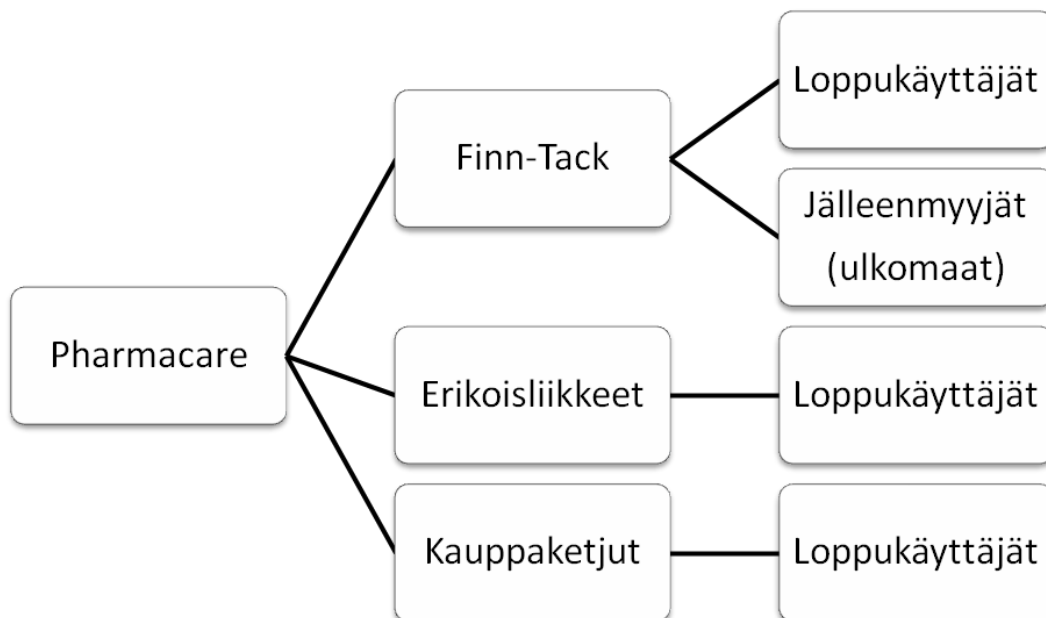 Pharmacare
Finn-Tack
Loppukäyttäjät
Jälleenmyyjät
(ulkomaat)
Erikoisliikkeet
Loppukäyttäjät
Kauppaketjut
Loppukäyttäjät